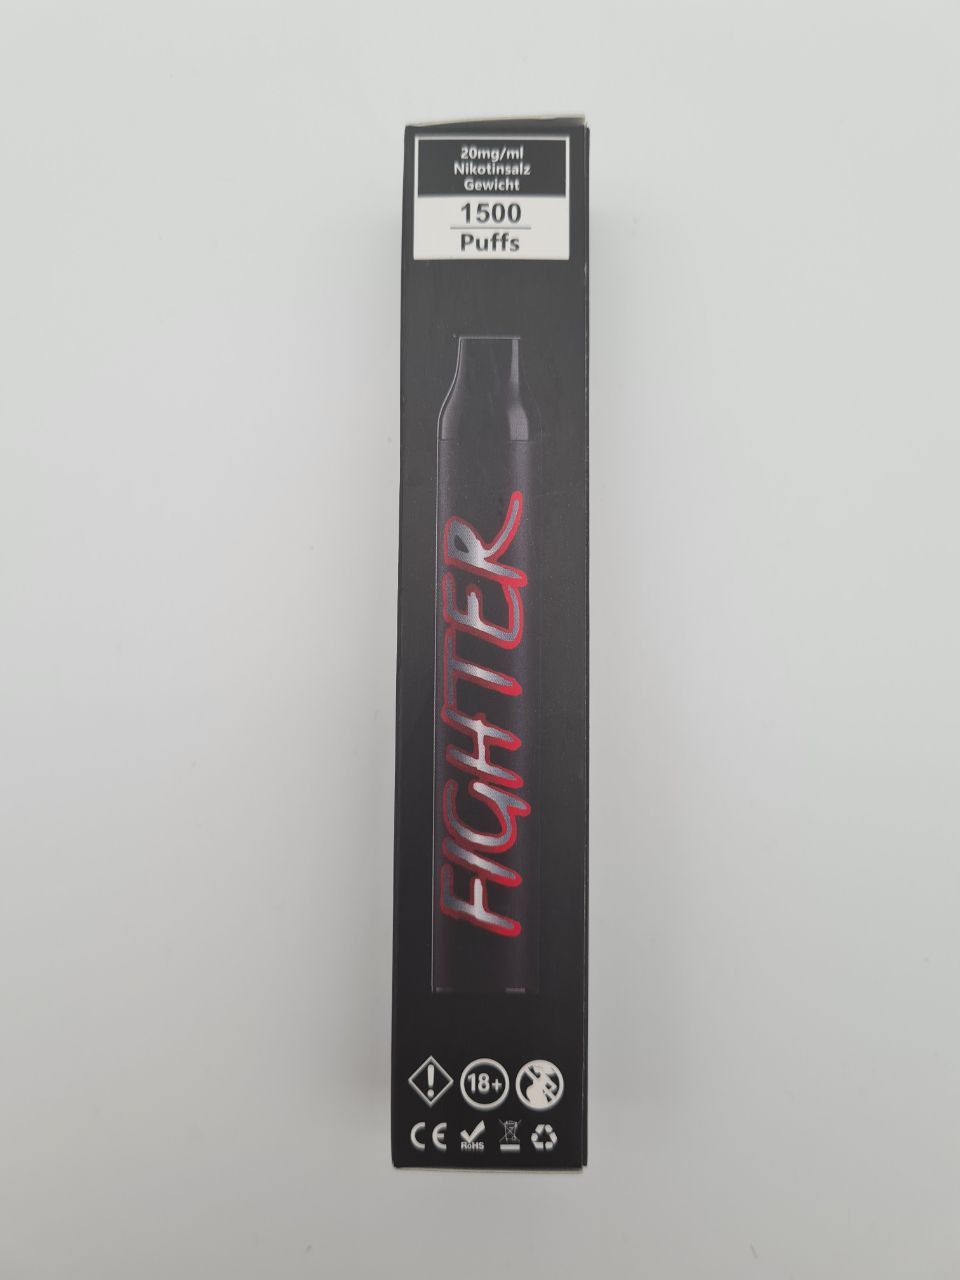 20mg/ml
Nikotinsalz
Gewicht
1500
Puffs
FIGHTER
18+
CE
RoHS